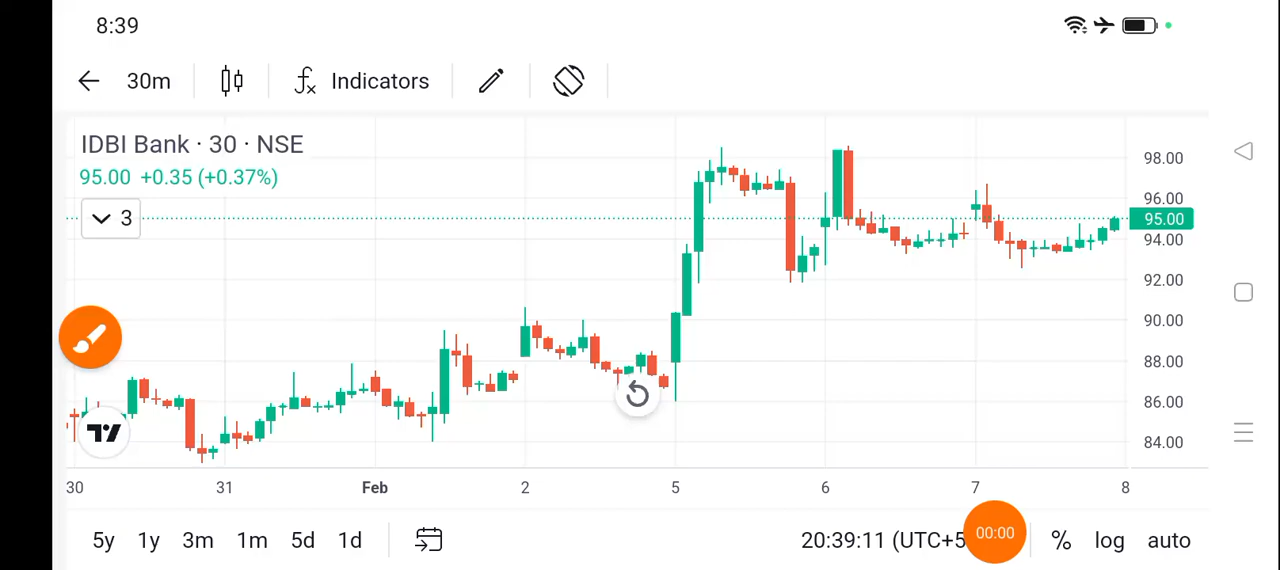 8:39
30m Indicators
IDBI Bank · 30 · NSE
95.00 +0.35 (+0.37%)
3
98.00
96.00
95.00
94.00
92.00
90.00
88.00
86.00
84.00
30 31 Feb 2 5 6 7 8
5y 1y 3m 1m 5d 1d 20:39:11 (UTC+5 00:00 % log auto